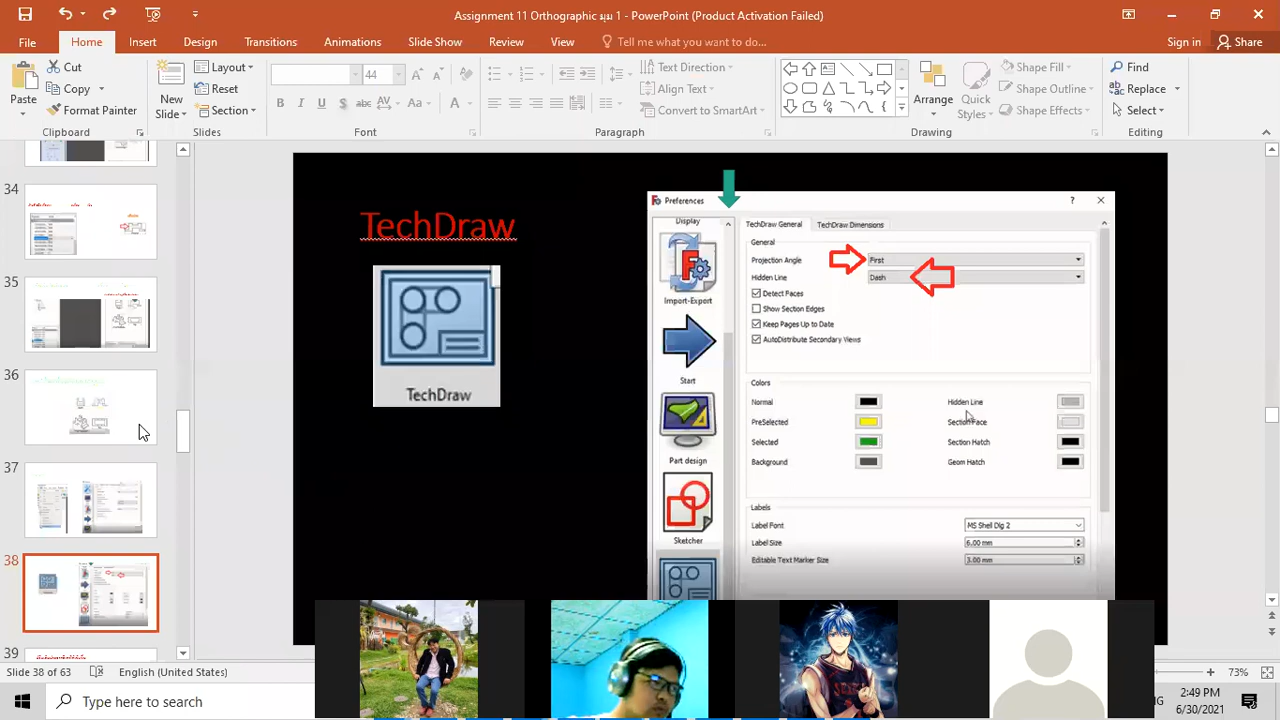 Assignment 11 Orthographic มุม 1 - PowerPoint (Product Activation Failed)
File Home Insert Design Transitions Animations Slide Show Review View Tell me what you want to do... Sign in Share
Paste
Cut
Copy
Format Painter
Clipboard
New Slide
Layout
Reset
Section
Slides
44
B I U S abc AV Aa A
Font
Text Direction
Align Text
Convert to SmartArt
Paragraph
Arrange
Quick Styles
Shape Fill
Shape Outline
Shape Effects
Drawing
Find
Replace
Select
Editing
34
35
36
37
38
39
TechDraw
TechDraw
Preferences
?
Display
Import-Export
Start
Part design
Sketcher
TechDraw General TechDraw Dimensions
General
Projection Angle First
Hidden Line Dash
Detect Faces
Show Section Edges
Keep Pages Up to Date
AutoDistribute Secondary Views
Colors
Normal Hidden Line
PreSelected Section Face
Selected Section Hatch
Background Geom Hatch
Labels
Label Font MS Shell Dlg 2
Label Size 6.00 mm
Editable Text Marker Size 3.00 mm
Slide 38 of 63 English (United States) 73%
Type here to search
2:49 PM
6/30/2021